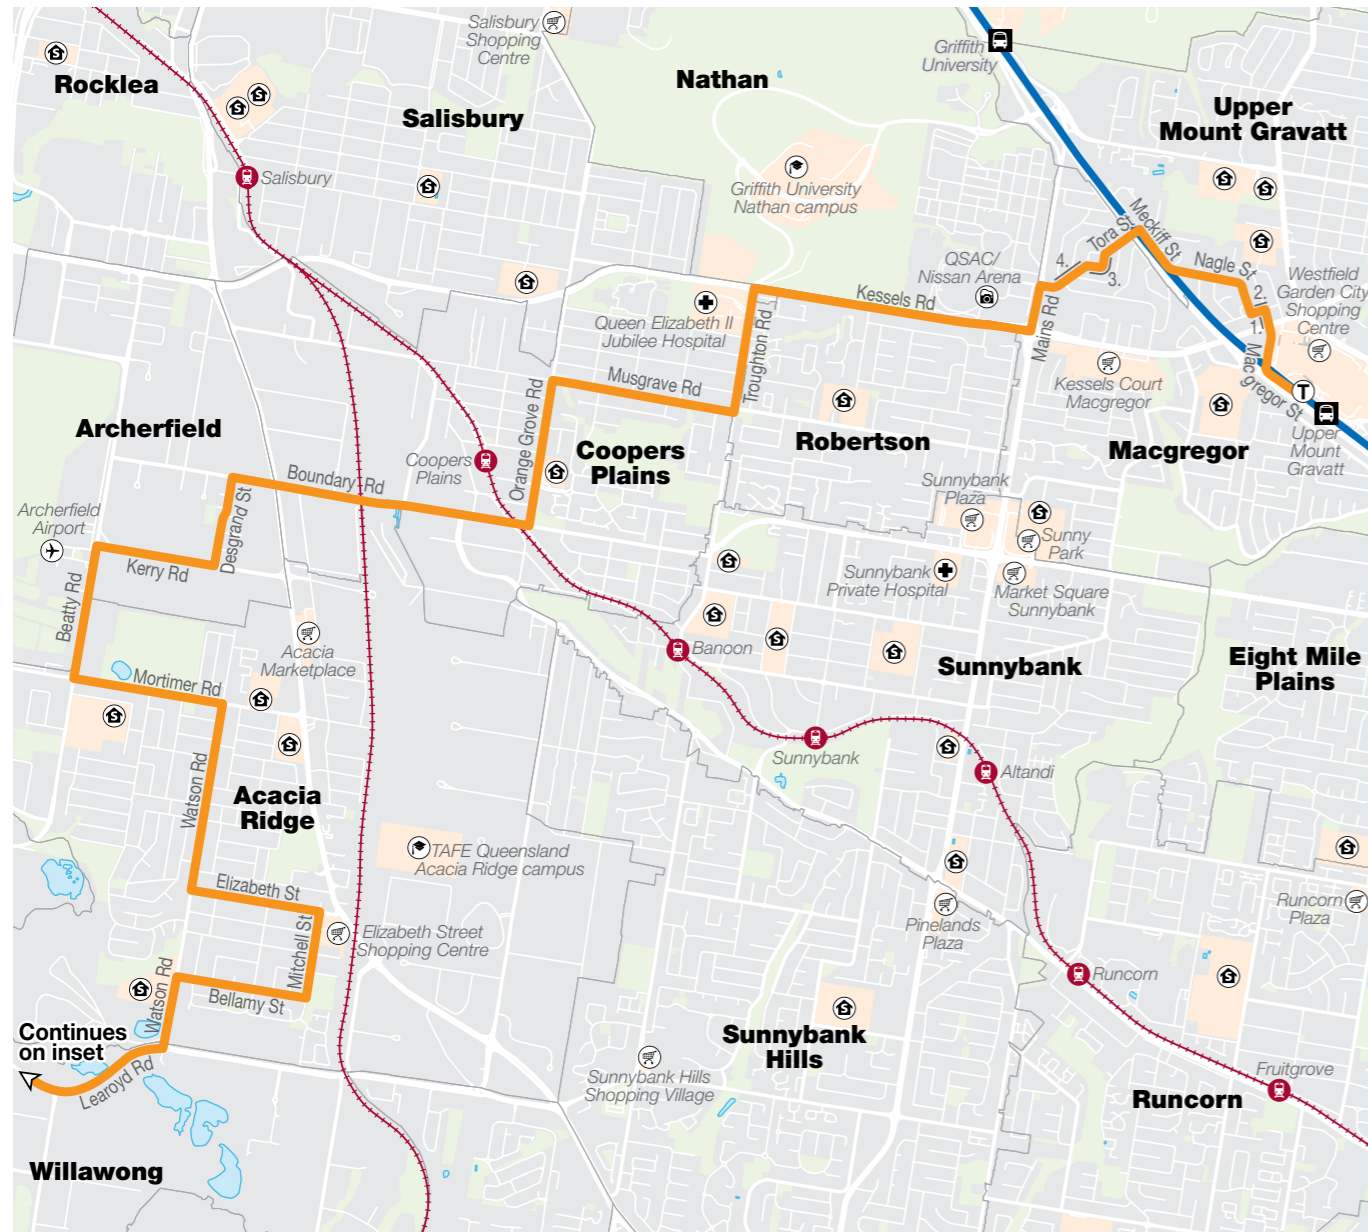 Salisbury
Shopping
Centre
Griffith
University
Rocklea
Nathan
Upper
Mount Gravatt
Salisbury
Salisbury
Griffith University
Nathan campus
Meckiff St
Tora St
4.
3.
Nagle St
2.
1.
QSAC/
Nissan Arena
Westfield
Garden City
Shopping
Centre
Kessels Rd
Mains Rd
Queen Elizabeth II
Jubilee Hospital
Troughton Rd
Macgregor St
Kessels Court
Macgregor
Musgrave Rd
Orange Grove Rd
T
Upper
Mount
Gravatt
Archerfield
Coopers
Plains
Coopers
Plains
Robertson
Macgregor
Boundary Rd
Sunnybank
Plaza
Desgrand St
Archerfield
Airport
Sunny
Park
Kerry Rd
Beatty Rd
Sunnybank
Private Hospital
Market Square
Sunnybank
Acacia
Marketplace
Banoon
Sunnybank
Eight Mile
Plains
Mortimer Rd
Sunnybank
Altandi
Watson Rd
Acacia
Ridge
TAFE Queensland
Acacia Ridge campus
Elizabeth St
Mitchell St
Elizabeth Street
Shopping Centre
Pinelands
Plaza
Runcorn
Plaza
Watson Rd
Bellamy St
Runcorn
Continues
on inset
Learoyd Rd
Sunnybank
Hills
Sunnybank Hills
Shopping Village
Fruitgrove
Runcorn
Willawong